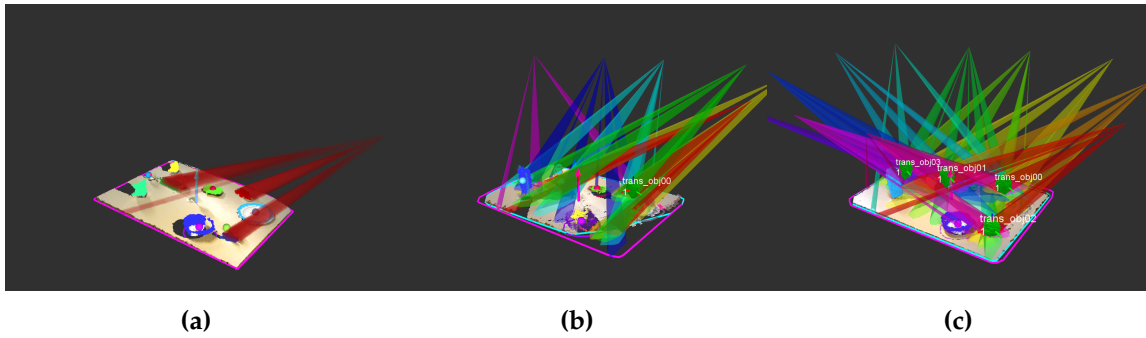 trans_obj00
1
trans_obj03
1
trans_obj01
1
trans_obj00
1
trans_obj02
(a)
(b)
(c)